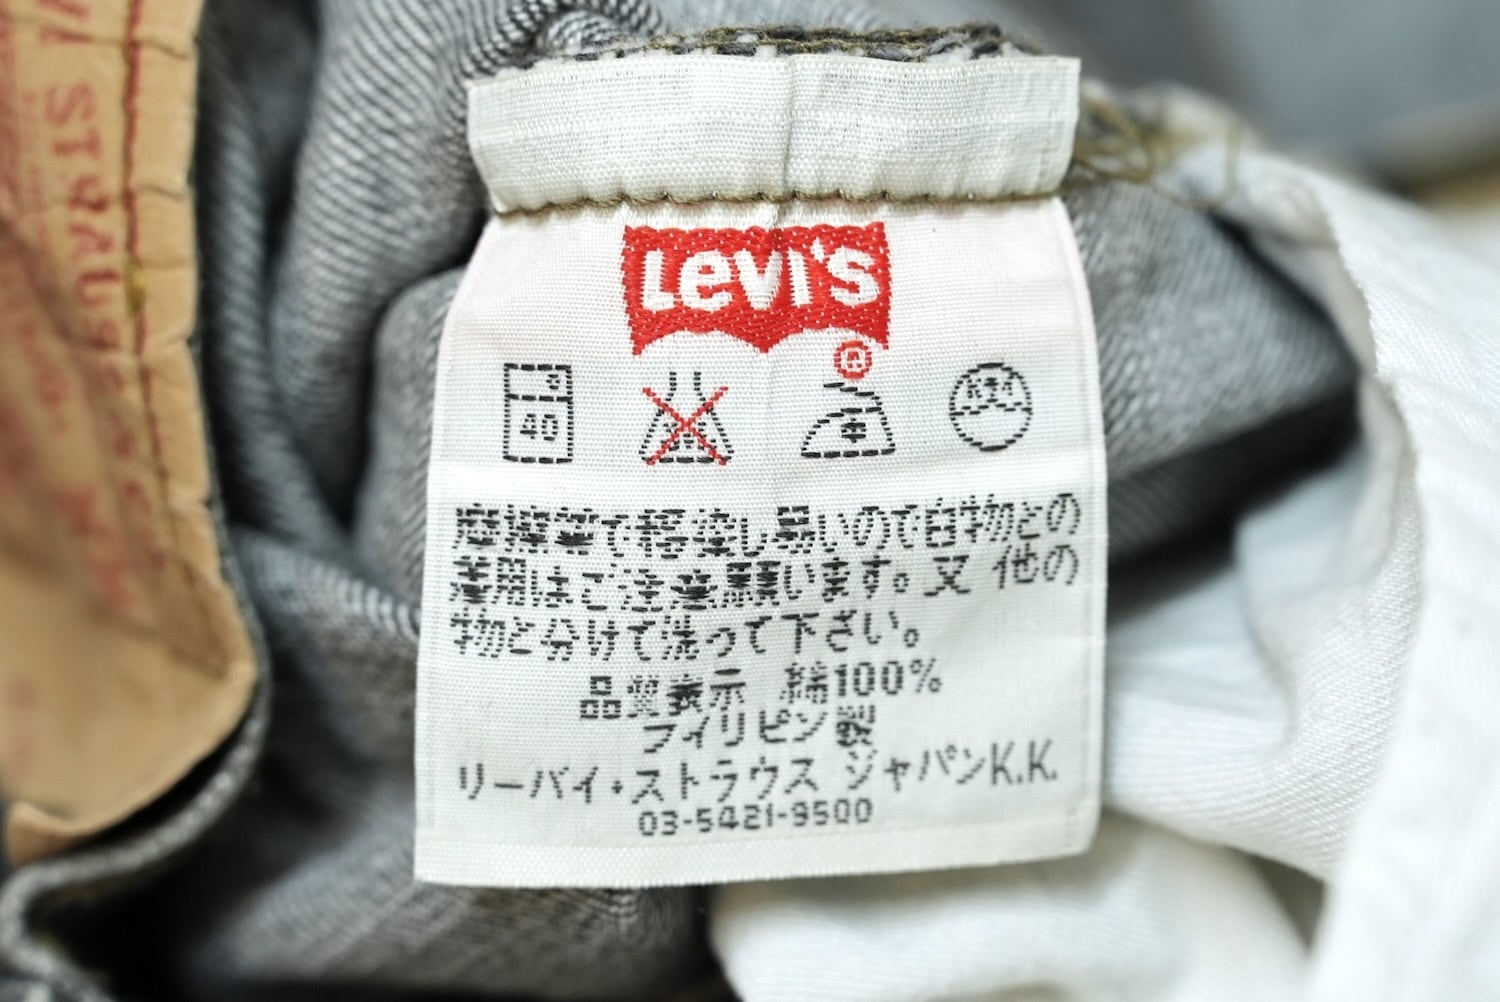 STRAUSS
Levi's
®
40
摩擦等で移染し易いので白物との
着用はご注意願います。又 他の
物と分けて洗って下さい。
品質表示 綿100%
フィリピン製
リーバイ・ストラウス ジャパンK.K.
03-5421-9500